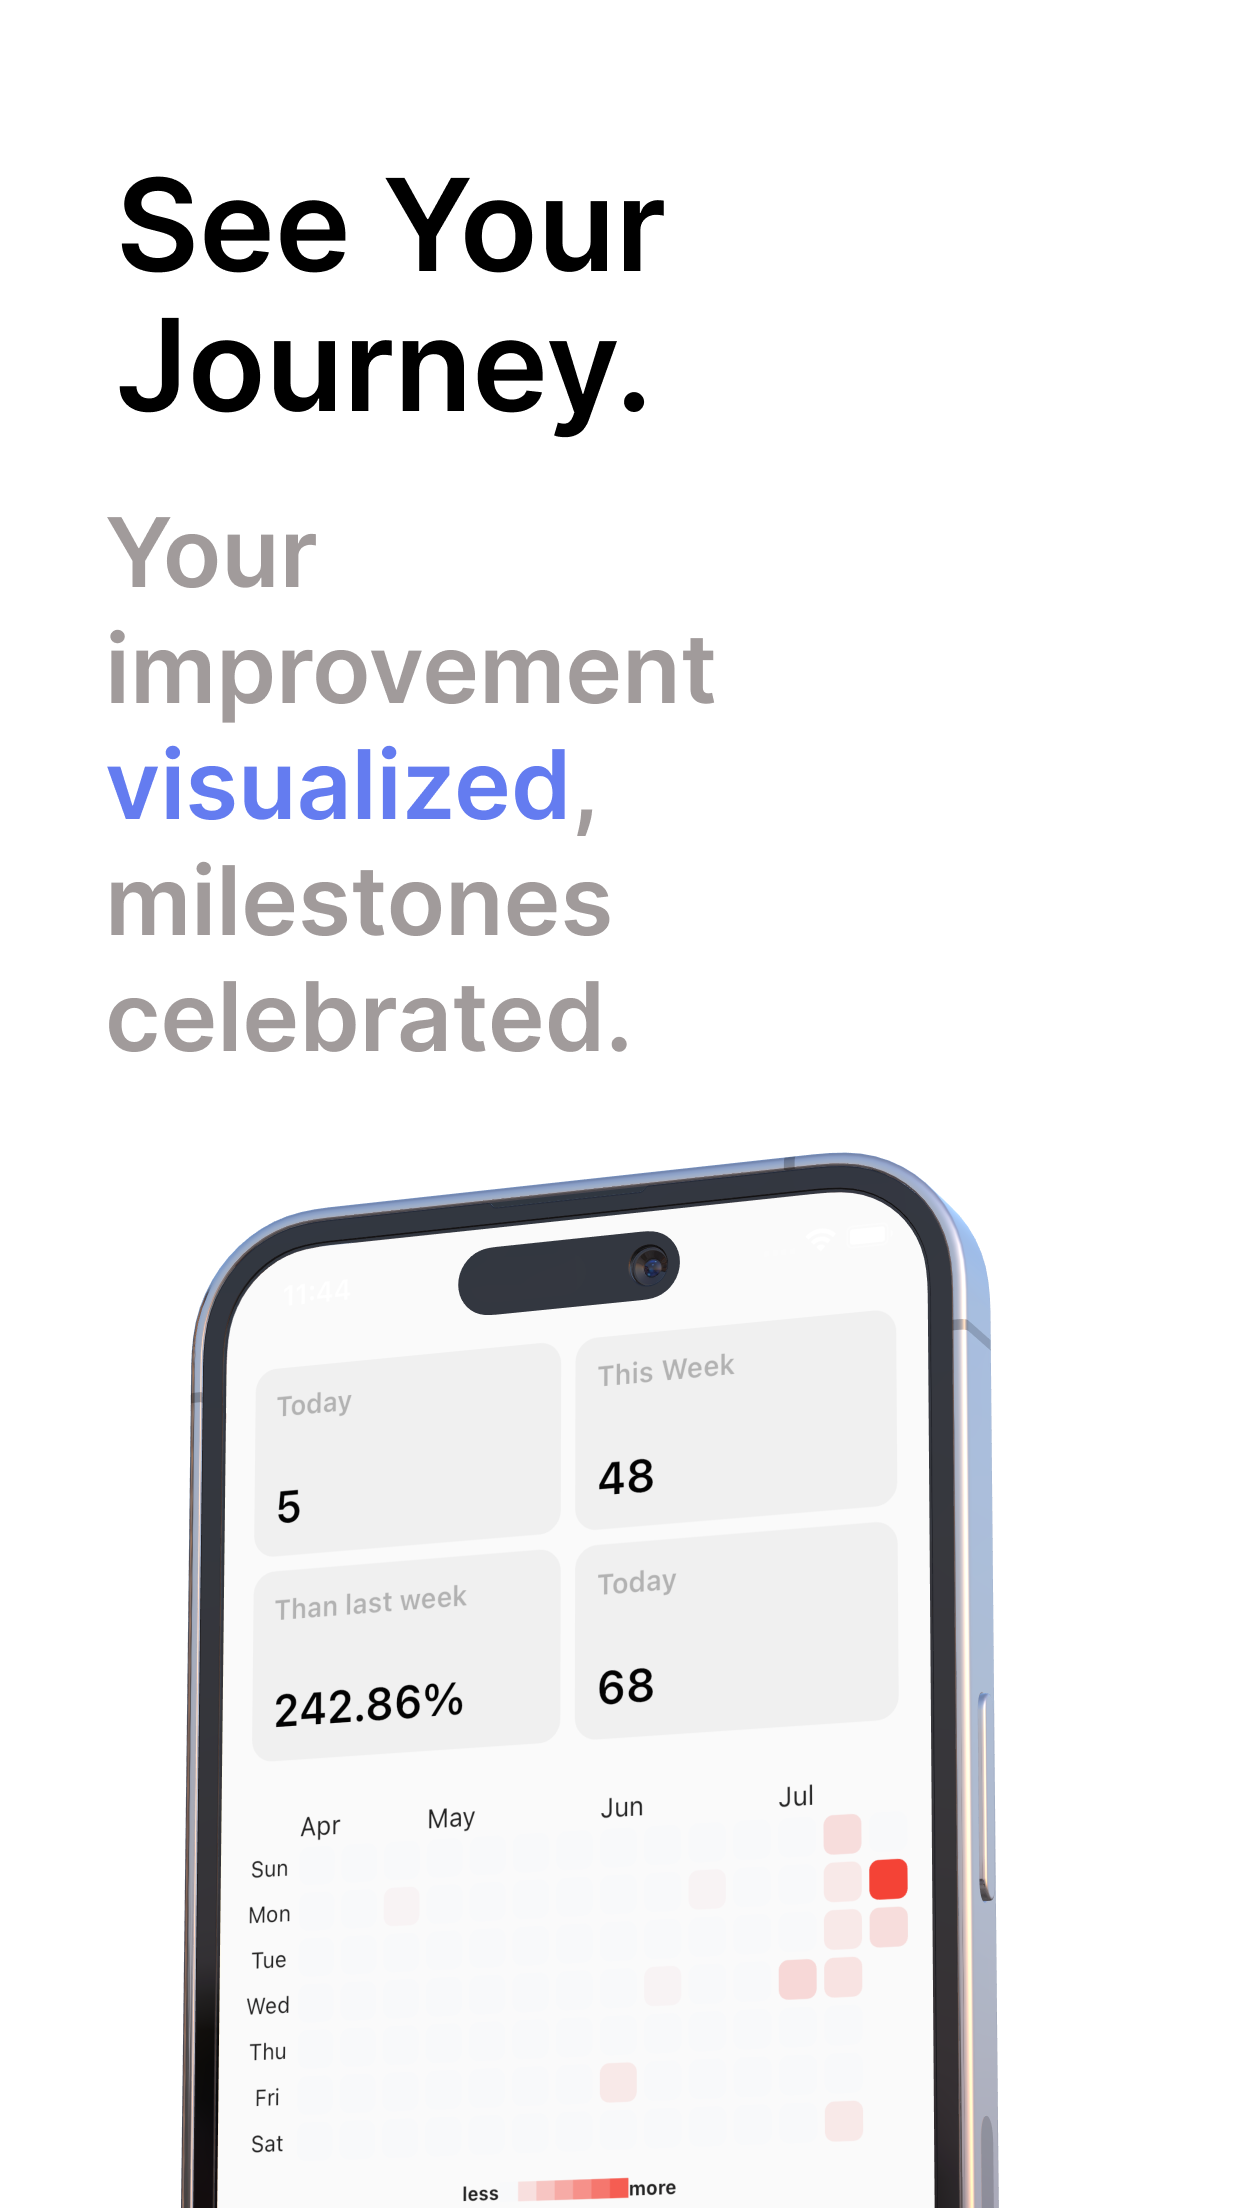 See Your
Journey.
Your
improvement
visualized,
milestones
celebrated.
11:44
Today
This Week
5
48
Than last week
Today
242.86%
68
Apr May Jun Jul
Sun
Mon
Tue
Wed
Thu
Fri
Sat
less more